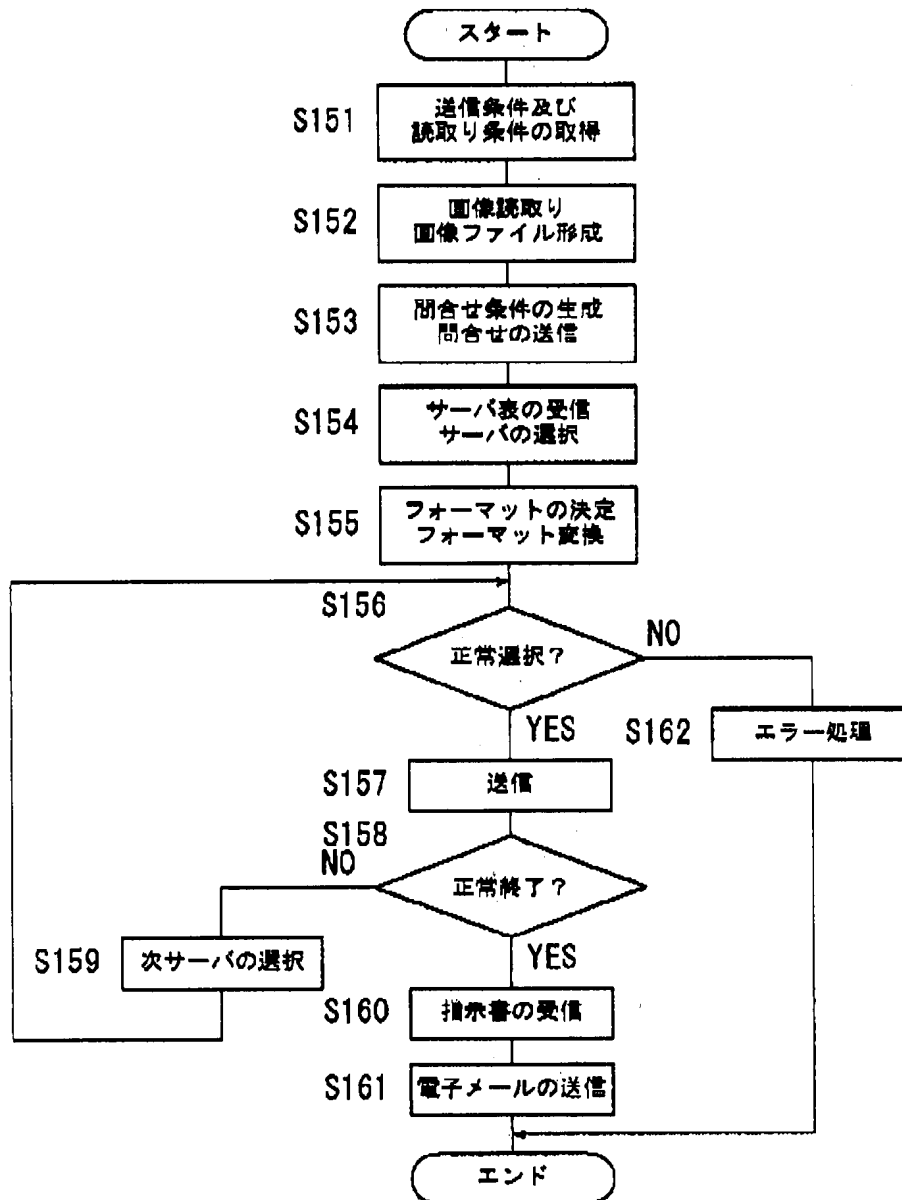 スタート
S151
送信条件及び
読取り条件の取得
S152
画像読取り
画像ファイル形成
S153
問合せ条件の生成
問合せの送信
S154
サーバ表の受信
サーバの選択
S155
フォーマットの決定
フォーマット変換
S156
正常選択?
NO
YES
S162
エラー処理
S157
送信
S158
NO
正常終了?
YES
S159
次サーバの選択
S160
指示書の受信
S161
電子メールの送信
エンド